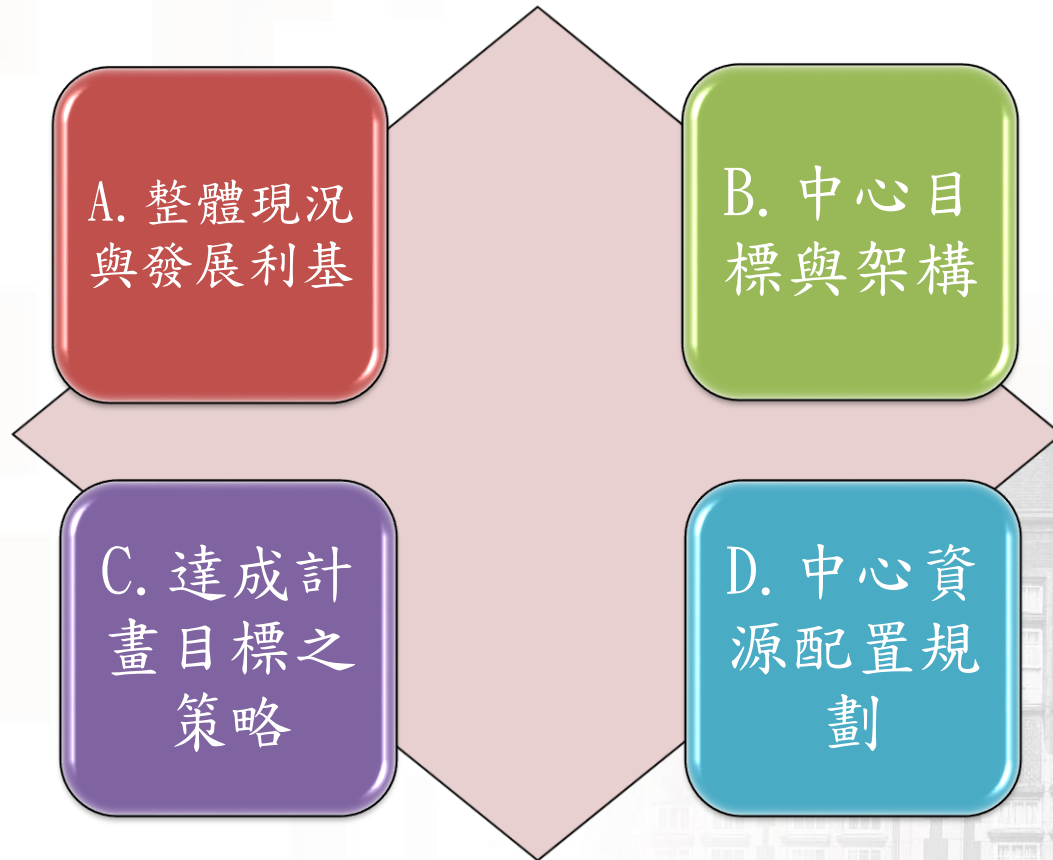 A. 整體現況
與發展利基
B. 中心目
標與架構
C. 達成計
畫目標之
策略
D. 中心資
源配置規
劃